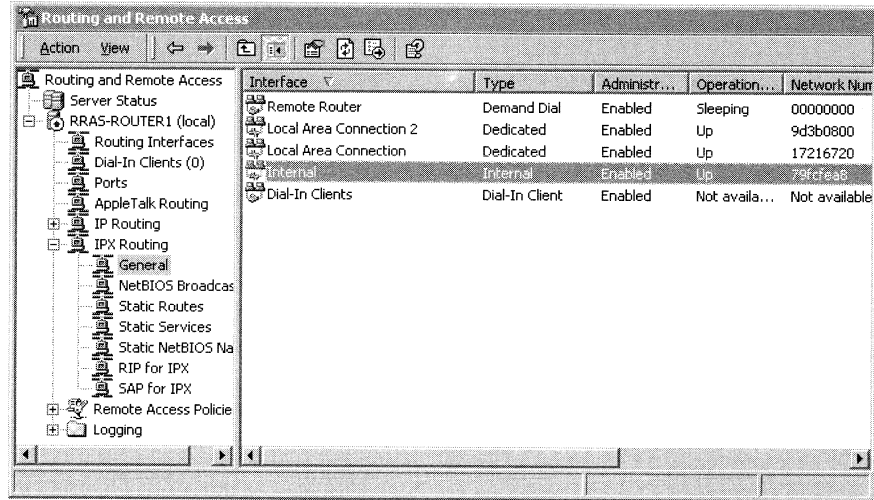 Routing and Remote Access
Action View
Routing and Remote Access
Server Status
RRAS-ROUTER1 (local)
Routing Interfaces
Dial-In Clients (0)
Ports
AppleTalk Routing
IP Routing
IPX Routing
General
NetBIOS Broadcas
Static Routes
Static Services
Static NetBIOS Na
RIP for IPX
SAP for IPX
Remote Access Policie
Logging
Interface Type Administr... Operation... Network Num
Remote Router Demand Dial Enabled Sleeping 00000000
Local Area Connection 2 Dedicated Enabled Up 9d3b0800
Local Area Connection Dedicated Enabled Up 17216720
Internal Internal Enabled Up 79fcfea8
Dial-In Clients Dial-In Client Enabled Not availa... Not available